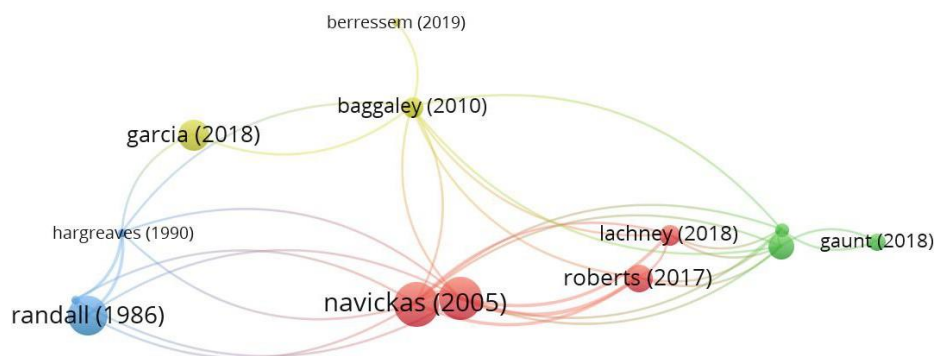 berressem (2019)
baggaley (2010)
garcia (2018)
hargreaves (1990)
lachney (2018)
gaunt (2018)
roberts (2017)
navickas (2005)
randall (1986)